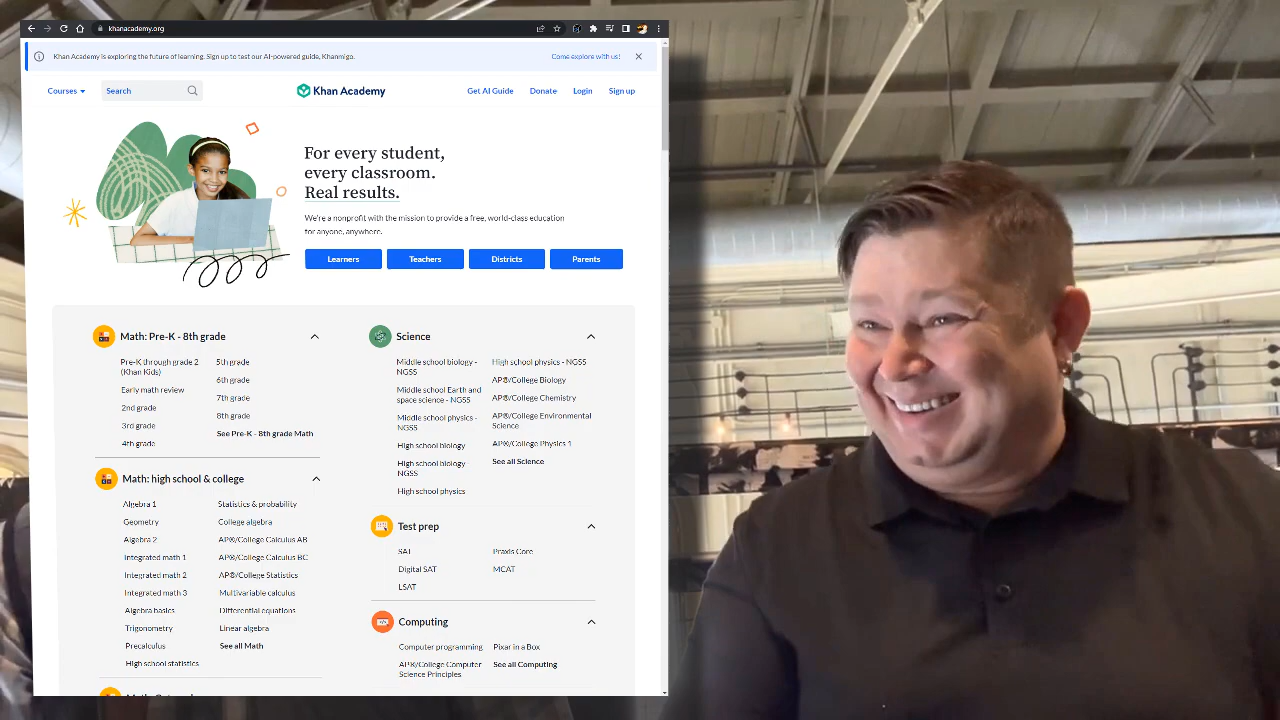 khanacademy.org
Khan Academy is exploring the future of learning. Sign up to test our AI-powered guide, Khanmigo.
Come explore with us!
Courses
Search
Khan Academy
Get AI Guide
Donate
Login
Sign up
For every student,
every classroom.
Real results.
We're a nonprofit with the mission to provide a free, world-class education
for anyone, anywhere.
Learners
Teachers
Districts
Parents
Math: Pre-K - 8th grade
Pre-K through grade 2
(Khan Kids)
Early math review
2nd grade
3rd grade
4th grade
5th grade
6th grade
7th grade
8th grade
See Pre-K - 8th grade Math
Math: high school & college
Algebra 1
Geometry
Algebra 2
Integrated math 1
Integrated math 2
Integrated math 3
Algebra basics
Trigonometry
Precalculus
High school statistics
Statistics & probability
College algebra
AP®/College Calculus AB
AP®/College Calculus BC
AP®/College Statistics
Multivariable calculus
Differential equations
Linear algebra
See all Math
Science
Middle school biology -
NGSS
Middle school Earth and
space science - NGSS
Middle school physics -
NGSS
High school biology
High school biology -
NGSS
High school physics
High school physics - NGSS
AP®/College Biology
AP®/College Chemistry
AP®/College Environmental
Science
AP®/College Physics 1
See all Science
Test prep
SAT
Digital SAT
LSAT
Praxis Core
MCAT
Computing
Computer programming
AP®/College Computer
Science Principles
Pixar in a Box
See all Computing